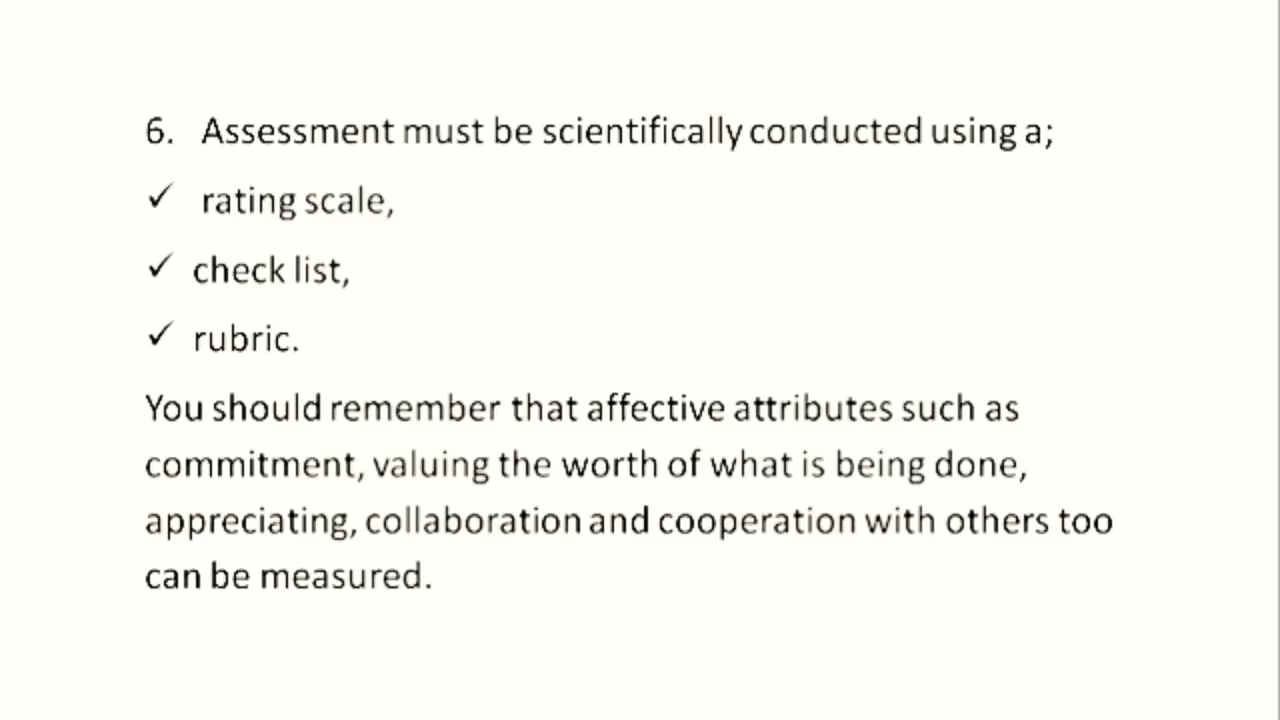 6. Assessment must be scientifically conducted using a;
✓ rating scale,
✓ check list,
✓ rubric.
You should remember that affective attributes such as
commitment, valuing the worth of what is being done,
appreciating, collaboration and cooperation with others too
can be measured.